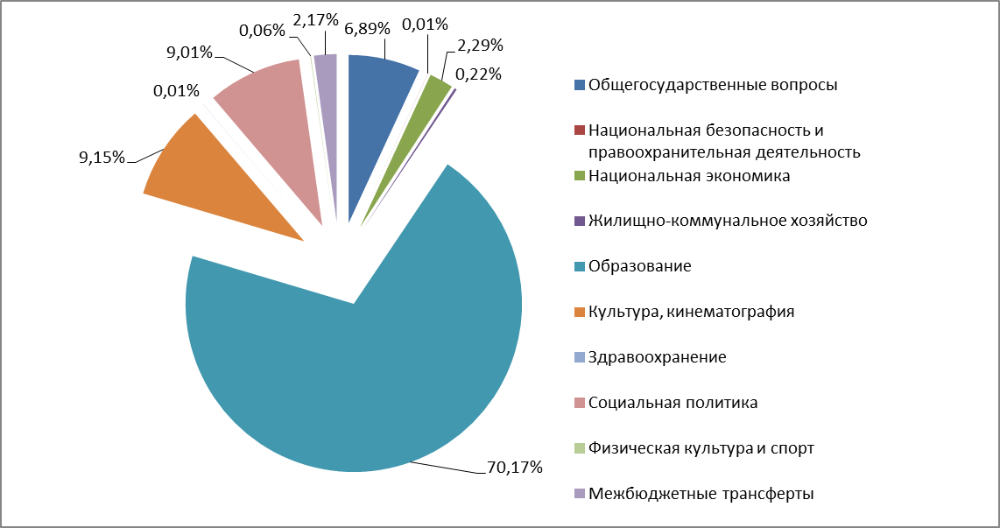 2,17%
6,89%
0,01%
0,06%
2,29%
9,01%
0,22%
0,01%
9,15%
70,17%
Общегосударственные вопросы
Национальная безопасность и
правоохранительная деятельность
Национальная экономика
Жилищно-коммунальное хозяйство
Образование
Культура, кинематография
Здравоохранение
Социальная политика
Физическая культура и спорт
Межбюджетные трансферты